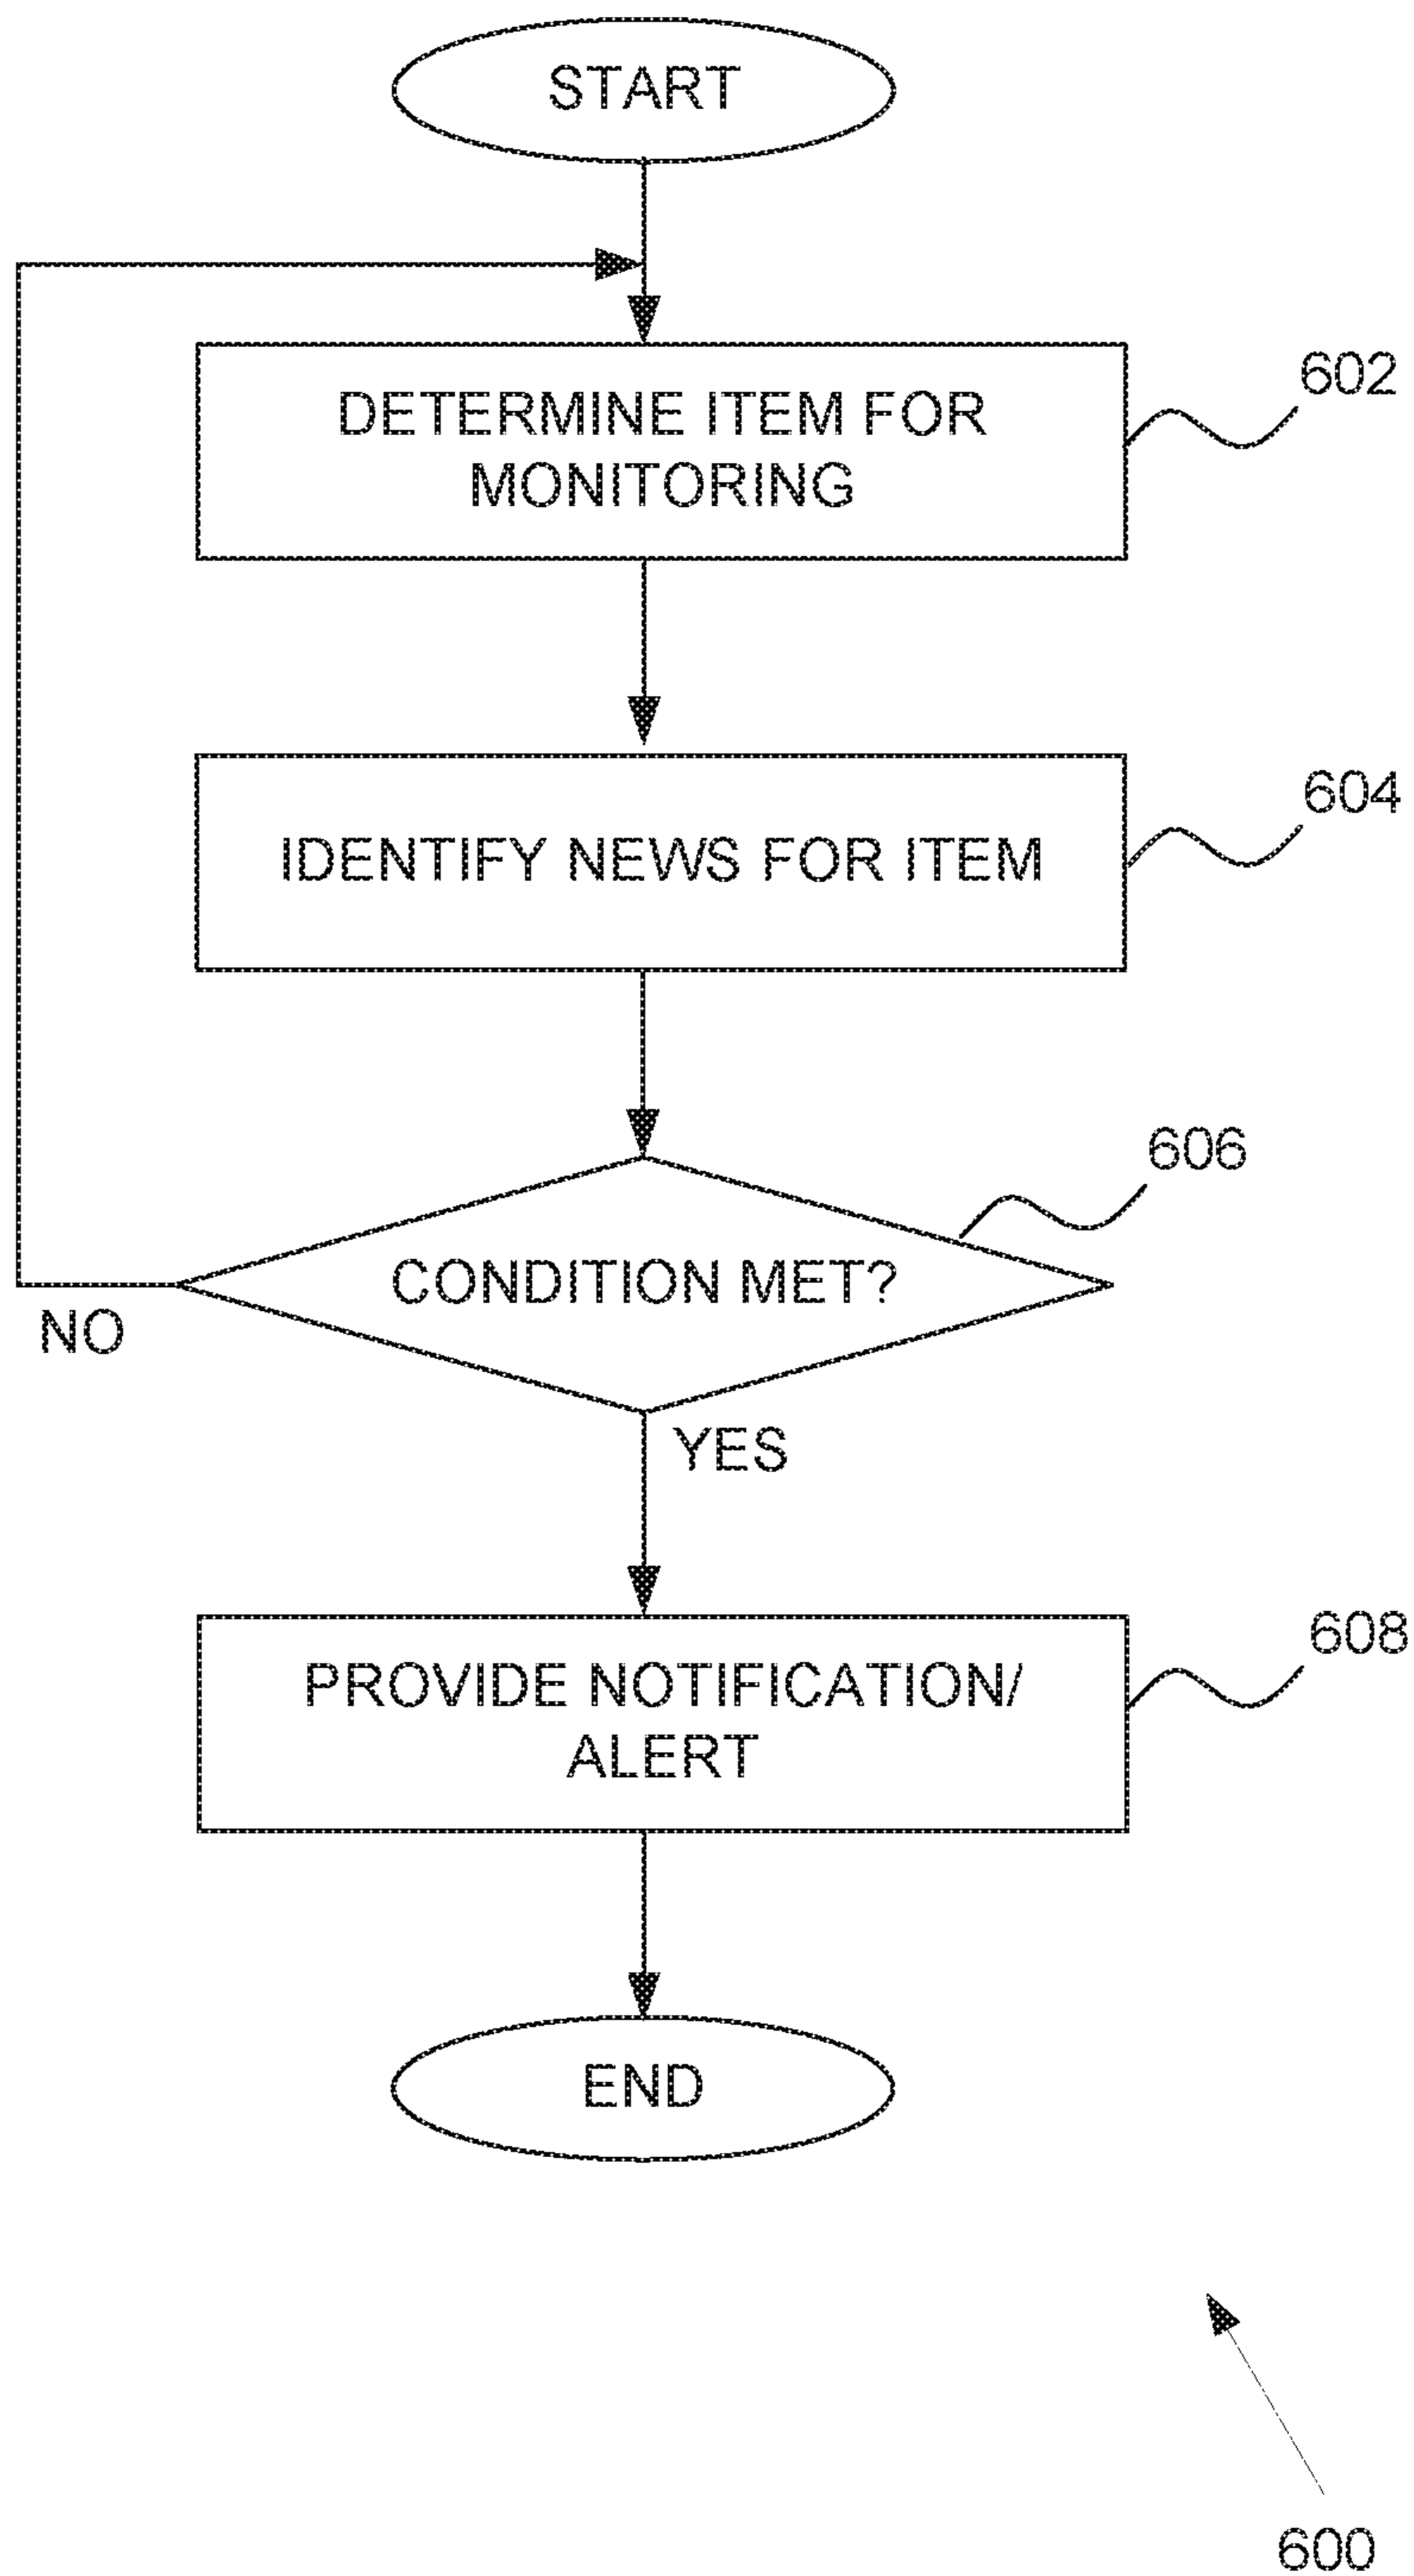 START
DETERMINE ITEM FOR
MONITORING
602
IDENTIFY NEWS FOR ITEM
604
606
CONDITION MET?
NO
YES
PROVIDE NOTIFICATION/
ALERT
608
END
600